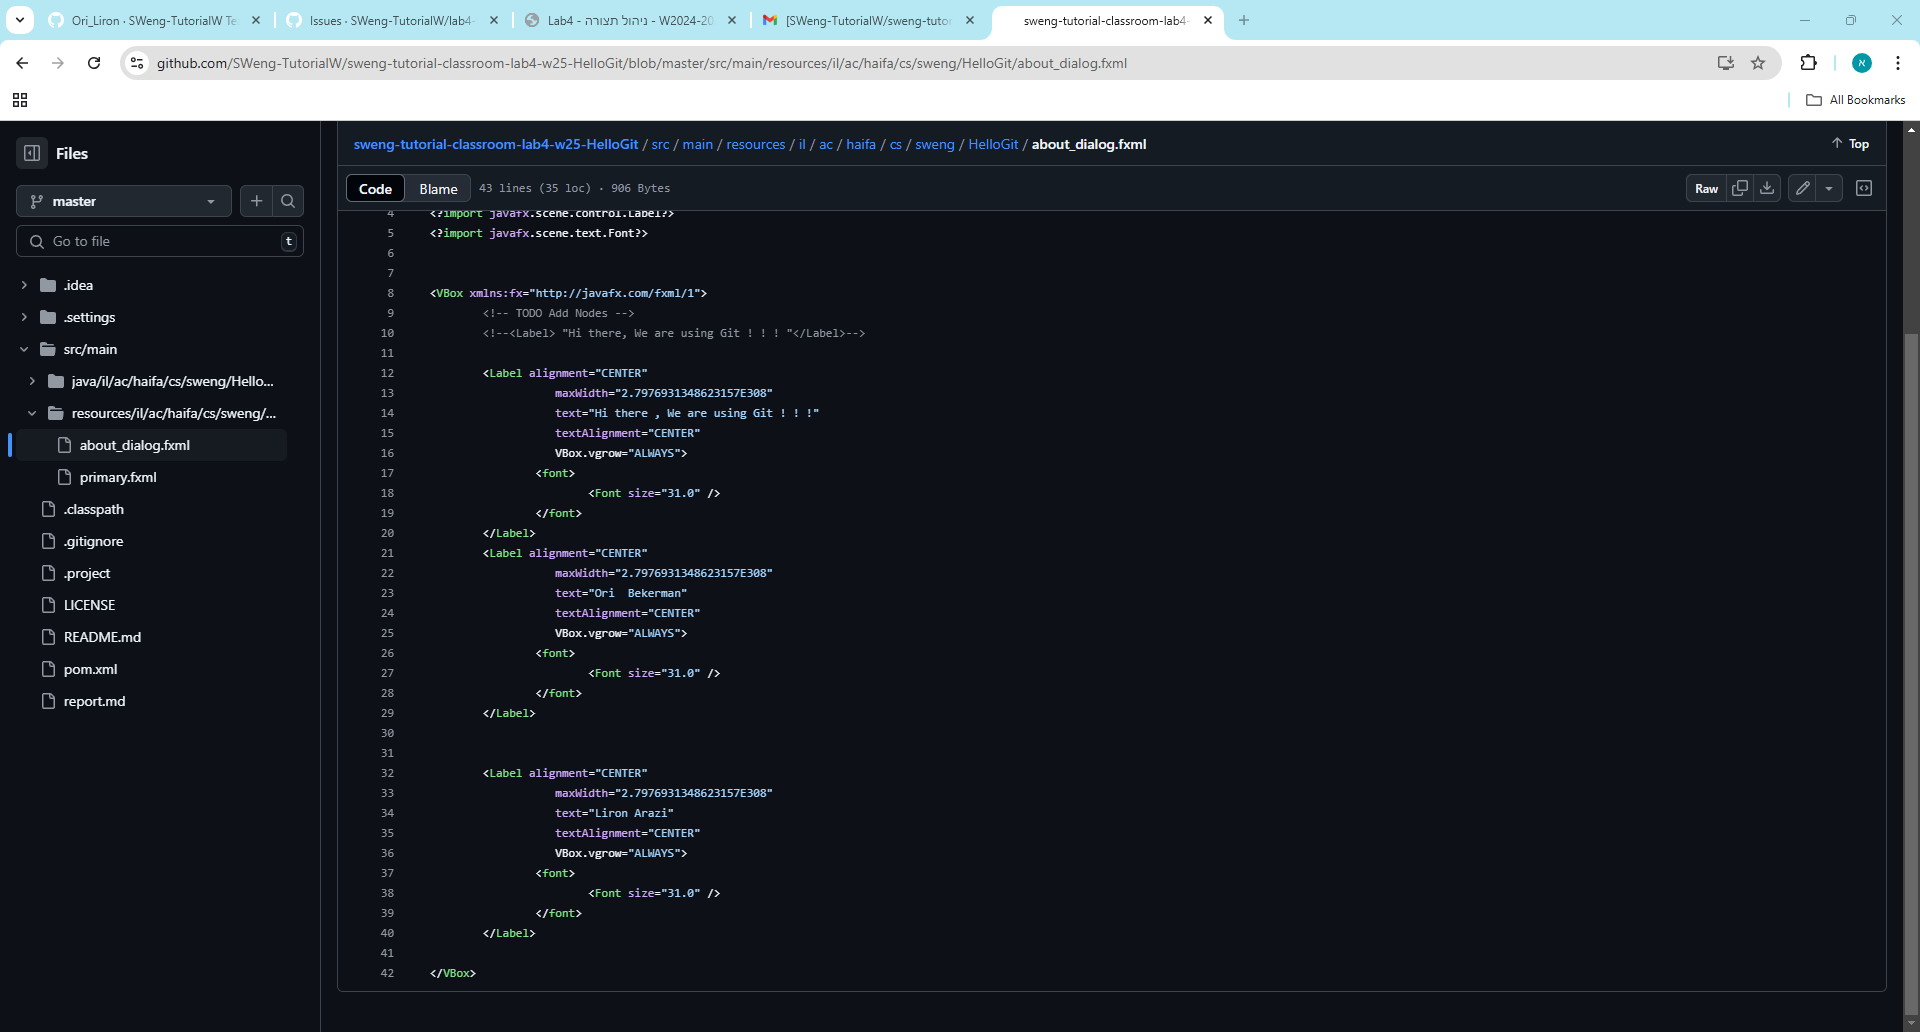 Ori_Liron · SWeng-TutorialW Te
Issues · SWeng-TutorialW/lab4-
Lab4 - ניהול תצורה - W2024-20
[SWeng-TutorialW/sweng-tutor
sweng-tutorial-classroom-lab4-
github.com/SWeng-TutorialW/sweng-tutorial-classroom-lab4-w25-HelloGit/blob/master/src/main/resources/il/ac/haifa/cs/sweng/HelloGit/about_dialog.fxml
א
All Bookmarks
Files
master
Go to file
t
.idea
.settings
src/main
java/il/ac/haifa/cs/sweng/Hello...
resources/il/ac/haifa/cs/sweng/...
about_dialog.fxml
primary.fxml
.classpath
.gitignore
.project
LICENSE
README.md
pom.xml
report.md
sweng-tutorial-classroom-lab4-w25-HelloGit / src / main / resources / il / ac / haifa / cs / sweng / HelloGit / about_dialog.fxml
Top
Code
Blame
43 lines (35 loc) · 906 Bytes
Raw
4 <?import javafx.scene.control.Label?>
5 <?import javafx.scene.text.Font?>
6
7
8 <VBox xmlns:fx="http://javafx.com/fxml/1">
9 <!-- TODO Add Nodes -->
10 <!--<Label> "Hi there, We are using Git ! ! ! "</Label>-->
11
12 <Label alignment="CENTER"
13 maxWidth="2.7976931348623157E308"
14 text="Hi there , We are using Git ! ! !"
15 textAlignment="CENTER"
16 VBox.vgrow="ALWAYS">
17 <font>
18 <Font size="31.0" />
19 </font>
20 </Label>
21 <Label alignment="CENTER"
22 maxWidth="2.7976931348623157E308"
23 text="Ori  Bekerman"
24 textAlignment="CENTER"
25 VBox.vgrow="ALWAYS">
26 <font>
27 <Font size="31.0" />
28 </font>
29 </Label>
30
31
32 <Label alignment="CENTER"
33 maxWidth="2.7976931348623157E308"
34 text="Liron Arazi"
35 textAlignment="CENTER"
36 VBox.vgrow="ALWAYS">
37 <font>
38 <Font size="31.0" />
39 </font>
40 </Label>
41
42 </VBox>